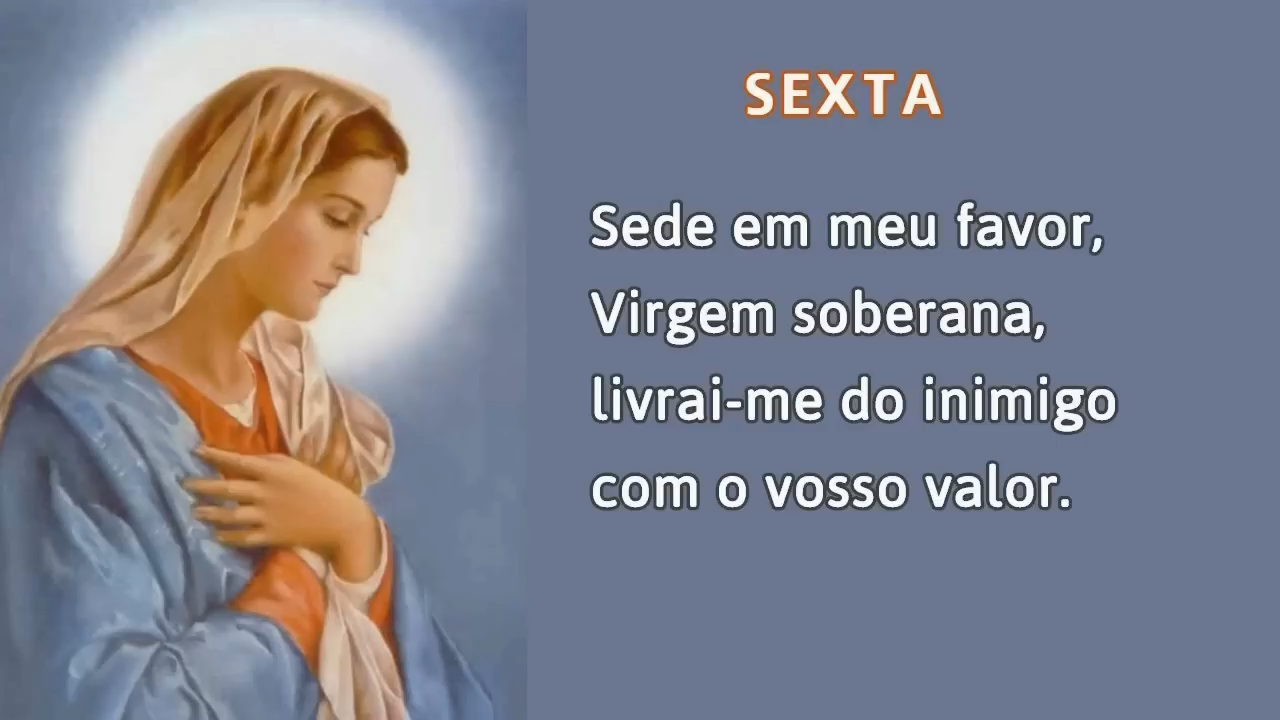 SEXTA
Sede em meu favor,
Virgem soberana,
livrai-me do inimigo
com o vosso valor.